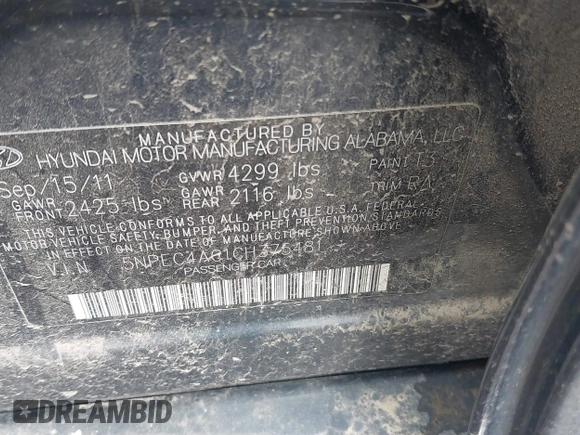 MANUFACTURED BY
HYUNDAI MOTOR MANUFACTURING ALABAMA, LLC
Sep/15/11 GVWR 4299 lbs PAINT T3
GAWR FRONT 2425 lbs GAWR REAR 2116 lbs TRIM RA
THIS VEHICLE CONFORMS TO ALL APPLICABLE U.S.A. FEDERAL
MOTOR VEHICLE SAFETY, BUMPER, AND THEFT PREVENTION STANDARDS
IN EFFECT ON THE DATE OF MANUFACTURE SHOWN ABOVE.
V.I.N.
PASSENGER CAR
DREAMBID